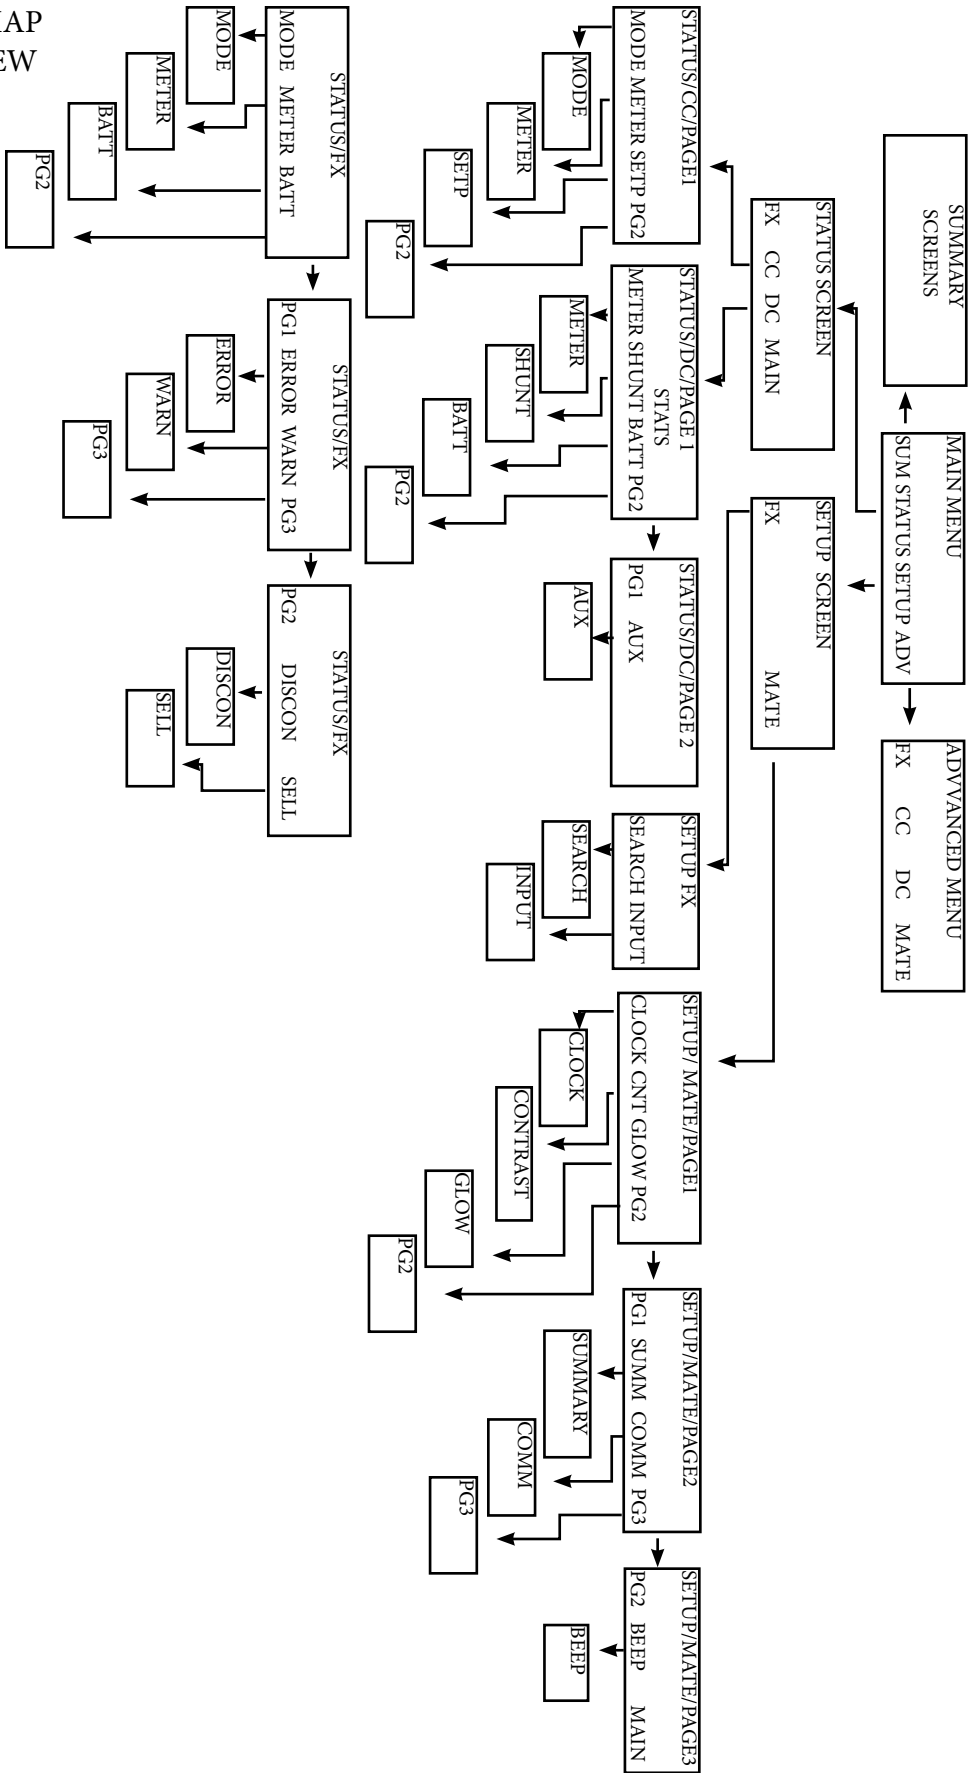 MAP
EW
SUMMARY
SCREENS
MAIN MENU
SUM STATUS SETUP ADV
ADVVANCED MENU
FX CC DC MATE
STATUS SCREEN
FX CC DC MAIN
SETUP SCREEN
FX MATE
STATUS/CC/PAGE1
MODE METER SETP PG2
MODE
METER
SETP
PG2
STATUS/DC/PAGE 1
STATS
METER SHUNT BATT PG2
METER
SHUNT
BATT
PG2
STATUS/DC/PAGE 2
PG1 AUX
AUX
SETUP FX
SEARCH INPUT
SEARCH
INPUT
SETUP/ MATE/PAGE1
CLOCK CNT GLOW PG2
CLOCK
CONTRAST
GLOW
PG2
SETUP/MATE/PAGE2
PG1 SUMM COMM PG3
SUMMARY
COMM
PG3
SETUP/MATE/PAGE3
PG2 BEEP MAIN
BEEP
STATUS/FX
MODE METER BATT
MODE
METER
BATT
PG2
STATUS/FX
PG1 ERROR WARN PG3
ERROR
WARN
PG3
STATUS/FX
PG2 DISCON SELL
DISCON
SELL